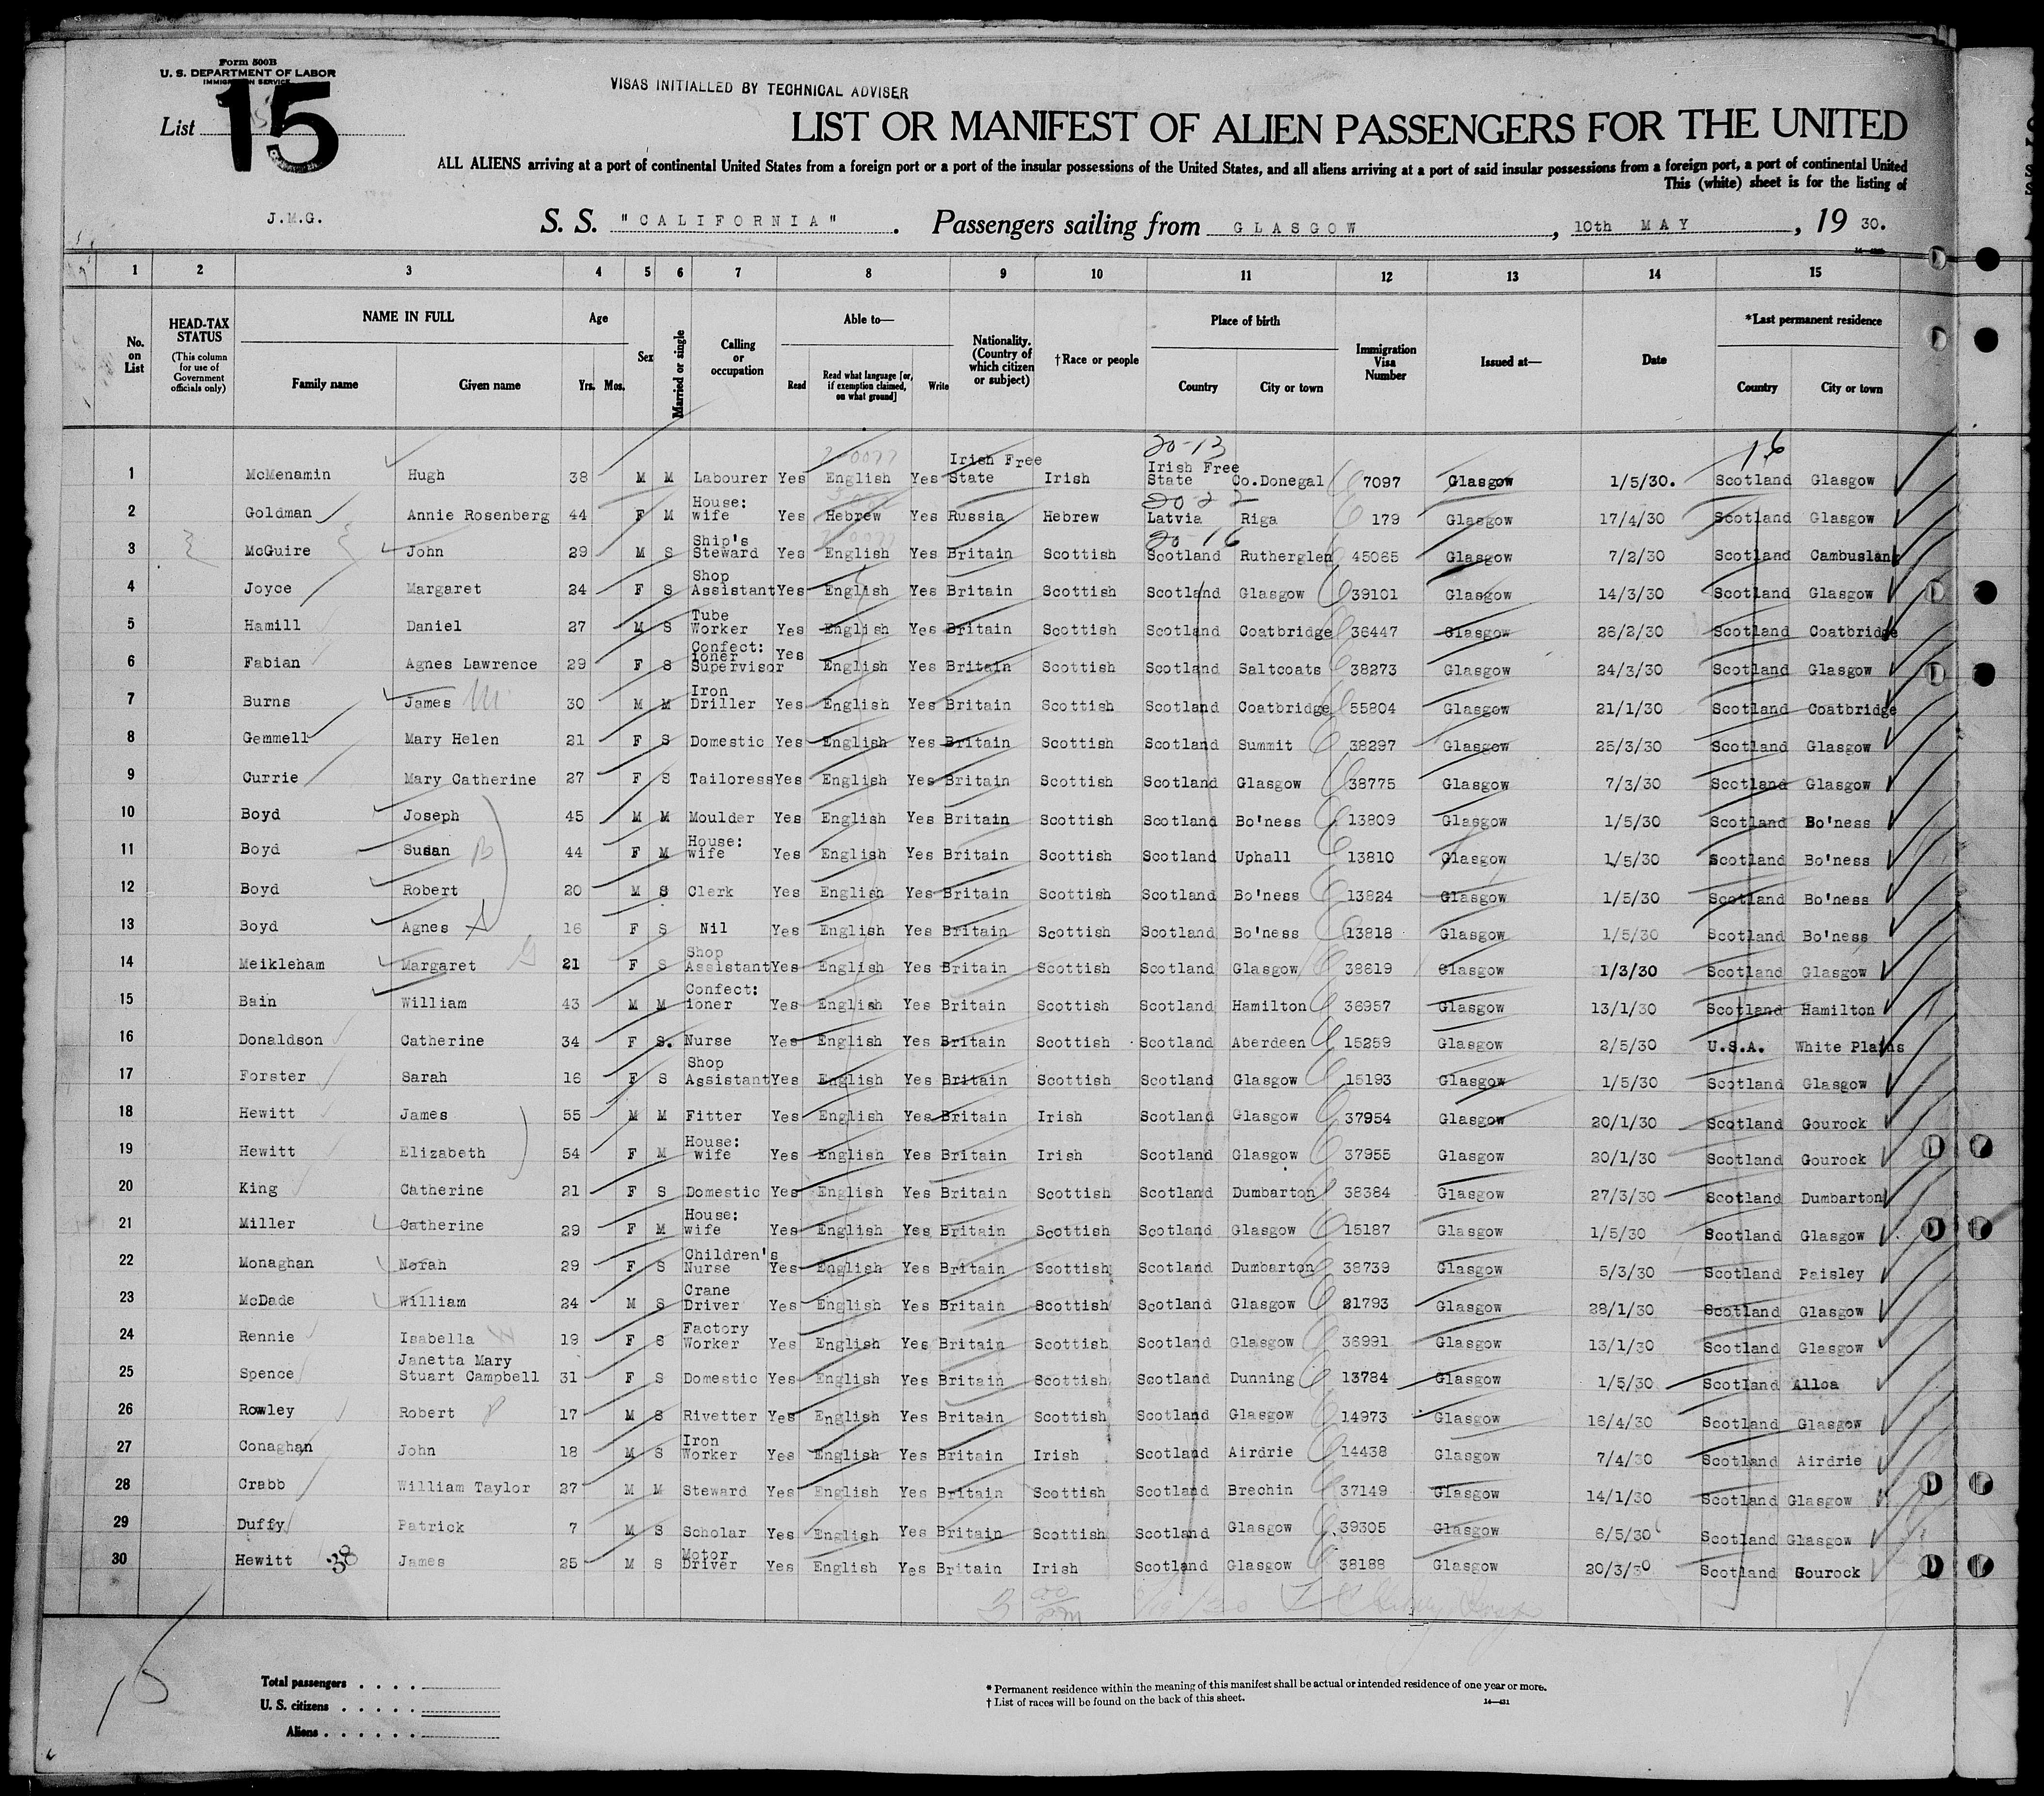 Form 500B
U. S. DEPARTMENT OF LABOR
IMMIGRATION SERVICE
VISAS INITIALLED BY TECHNICAL ADVISER
List 15
LIST OR MANIFEST OF ALIEN PASSENGERS FOR THE UNITED
ALL ALIENS arriving at a port of continental United States from a foreign port or a port of the insular possessions of the United States, and all aliens arriving at a port of said insular possessions from a foreign port, a port of continental United
This (white) sheet is for the listing of
J.M.G. S. S. "CALIFORNIA". Passengers sailing from GLASGOW, 10th MAY, 19 30.
1 2 3 4 5 6 7 8 9 10 11 12 13 14 15
No. on List HEAD-TAX STATUS (This column for use of Government officials only) NAME IN FULL Family name Given name Age Yrs. Mos. Sex Married or single Calling or occupation Able to— Read Read what language [or, if exemption claimed, on what ground] Write Nationality. (Country of which citizen or subject) †Race or people Place of birth Country City or town Immigration Visa Number Issued at— Date *Last permanent residence Country City or town
20-13 16
1 McMenamin Hugh 38 M M Labourer Yes English Yes Irish Free State Irish Irish Free State Co.Donegal 7097 Glasgow 1/5/30. Scotland Glasgow
20-22
2 Goldman Annie Rosenberg 44 F M House: wife Yes Hebrew Yes Russia Hebrew Latvia Riga 179 Glasgow 17/4/30 Scotland Glasgow
20-16
3 McGuire John 29 M S Ship's Steward Yes English Yes Britain Scottish Scotland Rutherglen 45065 Glasgow 7/2/30 Scotland Cambuslang
4 Joyce Margaret 24 F S Shop Assistant Yes English Yes Britain Scottish Scotland Glasgow 39101 Glasgow 14/3/30 Scotland Glasgow
5 Hamill Daniel 27 M S Tube Worker Yes English Yes Britain Scottish Scotland Coatbridge 36447 Glasgow 26/2/30 Scotland Coatbridge
6 Fabian Agnes Lawrence 29 F S Confect: ioner Supervisor Yes English Yes Britain Scottish Scotland Saltcoats 38273 Glasgow 24/3/30 Scotland Glasgow
7 Burns James 30 M M Iron Driller Yes English Yes Britain Scottish Scotland Coatbridge 55804 Glasgow 21/1/30 Scotland Coatbridge
8 Gemmell Mary Helen 21 F S Domestic Yes English Yes Britain Scottish Scotland Summit 38297 Glasgow 25/3/30 Scotland Glasgow
9 Currie Mary Catherine 27 F S Tailoress Yes English Yes Britain Scottish Scotland Glasgow 38775 Glasgow 7/3/30 Scotland Glasgow
10 Boyd Joseph 45 M M Moulder Yes English Yes Britain Scottish Scotland Bo'ness 13809 Glasgow 1/5/30 Scotland Bo'ness
11 Boyd Susan 44 F M House: wife Yes English Yes Britain Scottish Scotland Uphall 13810 Glasgow 1/5/30 Scotland Bo'ness
12 Boyd Robert 20 M S Clerk Yes English Yes Britain Scottish Scotland Bo'ness 13824 Glasgow 1/5/30 Scotland Bo'ness
13 Boyd Agnes 16 F S Nil Yes English Yes Britain Scottish Scotland Bo'ness 13818 Glasgow 1/5/30 Scotland Bo'ness
14 Meikleham Margaret 21 F S Shop Assistant Yes English Yes Britain Scottish Scotland Glasgow 38619 Glasgow 1/3/30 Scotland Glasgow
15 Bain William 43 M M Confect: ioner Yes English Yes Britain Scottish Scotland Hamilton 36957 Glasgow 13/1/30 Scotland Hamilton
16 Donaldson Catherine 34 F S. Nurse Yes English Yes Britain Scottish Scotland Aberdeen 15259 Glasgow 2/5/30 U.S.A. White Plains
17 Forster Sarah 16 F S Shop Assistant Yes English Yes Britain Scottish Scotland Glasgow 15193 Glasgow 1/5/30 Scotland Glasgow
18 Hewitt James 55 M M Fitter Yes English Yes Britain Irish Scotland Glasgow 37954 Glasgow 20/1/30 Scotland Gourock
19 Hewitt Elizabeth 54 F M House: wife Yes English Yes Britain Irish Scotland Glasgow 37955 Glasgow 20/1/30 Scotland Gourock
20 King Catherine 21 F S Domestic Yes English Yes Britain Scottish Scotland Dumbarton 38384 Glasgow 27/3/30 Scotland Dumbarton
21 Miller Catherine 29 F M House: wife Yes English Yes Britain Scottish Scotland Glasgow 15187 Glasgow 1/5/30 Scotland Glasgow
22 Monaghan Norah 29 F S Children's Nurse Yes English Yes Britain Scottish Scotland Dumbarton 38739 Glasgow 5/3/30 Scotland Paisley
23 McDade William 24 M S Crane Driver Yes English Yes Britain Scottish Scotland Glasgow 21793 Glasgow 28/1/30 Scotland Glasgow
24 Rennie Isabella 19 F S Factory Worker Yes English Yes Britain Scottish Scotland Glasgow 36991 Glasgow 13/1/30 Scotland Glasgow
25 Spence Janetta Mary Stuart Campbell 31 F S Domestic Yes English Yes Britain Scottish Scotland Dunning 13784 Glasgow 1/5/30 Scotland Alloa
26 Rowley Robert 17 M S Rivetter Yes English Yes Britain Scottish Scotland Glasgow 14973 Glasgow 16/4/30 Scotland Glasgow
27 Conaghan John 18 M S Iron Worker Yes English Yes Britain Irish Scotland Airdrie 14438 Glasgow 7/4/30 Scotland Airdrie
28 Crabb William Taylor 27 M M Steward Yes English Yes Britain Scottish Scotland Brechin 37149 Glasgow 14/1/30 Scotland Glasgow
29 Duffy Patrick 7 M S Scholar Yes English Yes Britain Scottish Scotland Glasgow 39305 Glasgow 6/5/30 Scotland Glasgow
30 Hewitt 38 James 25 M S Motor Driver Yes English Yes Britain Irish Scotland Glasgow 38188 Glasgow 20/3/30 Scotland Gourock
15
Total passengers . . . .
U. S. citizens . . . . .
Aliens . . . . . .
* Permanent residence within the meaning of this manifest shall be actual or intended residence of one year or more.
† List of races will be found on the back of this sheet. 14—431